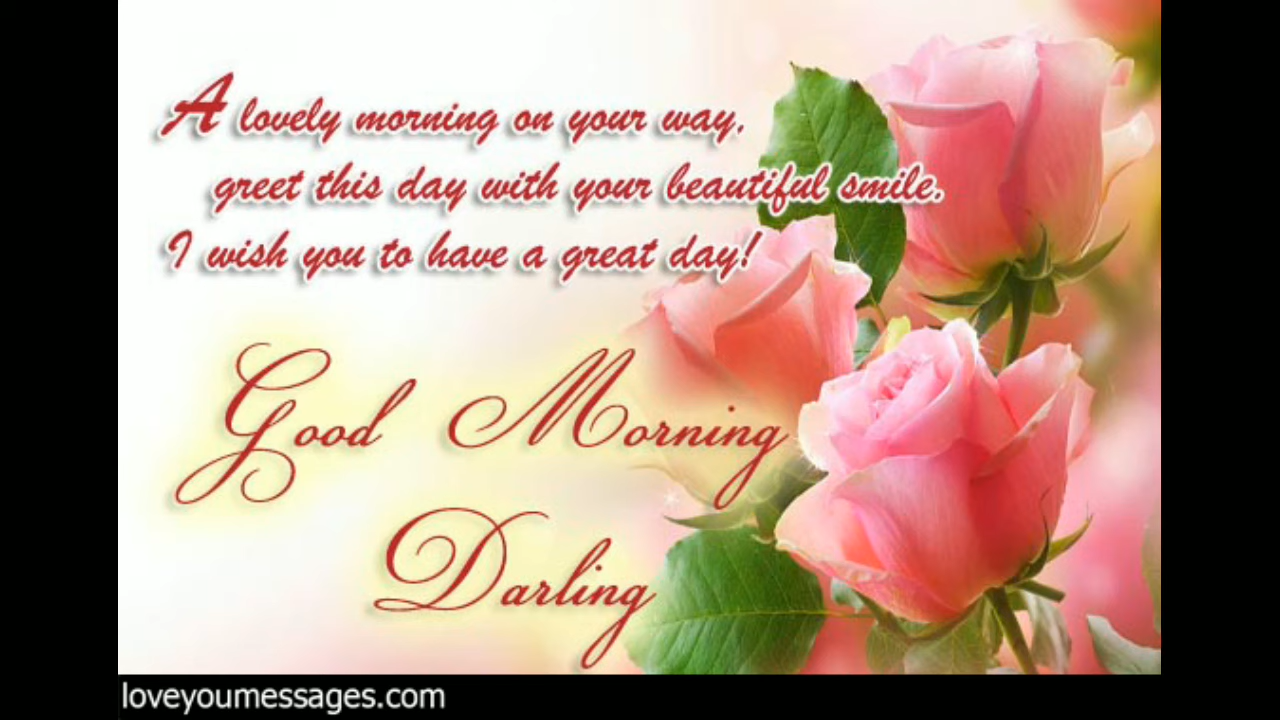 A lovely morning on your way,
greet this day with your beautiful smile.
I wish you to have a great day!
Good Morning
Darling
loveyoumessages.com